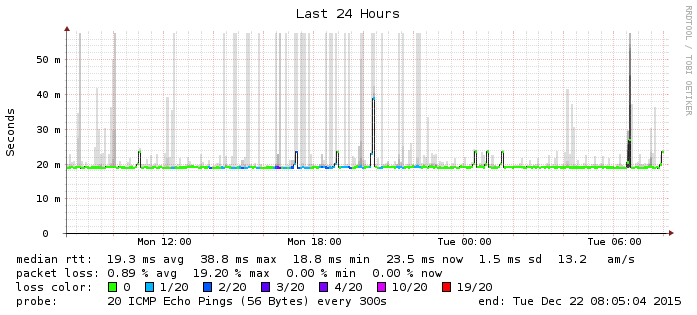 Last 24 Hours
RRDTOOL / TOBI OETIKER
Seconds
50 m
40 m
30 m
20 m
10 m
0
Mon 12:00 Mon 18:00 Tue 00:00 Tue 06:00
median rtt: 19.3 ms avg 38.8 ms max 18.8 ms min 23.5 ms now 1.5 ms sd 13.2 am/s
packet loss: 0.89 % avg 19.20 % max 0.00 % min 0.00 % now
loss color: 0 1/20 2/20 3/20 4/20 10/20 19/20
probe: 20 ICMP Echo Pings (56 Bytes) every 300s end: Tue Dec 22 08:05:04 2015